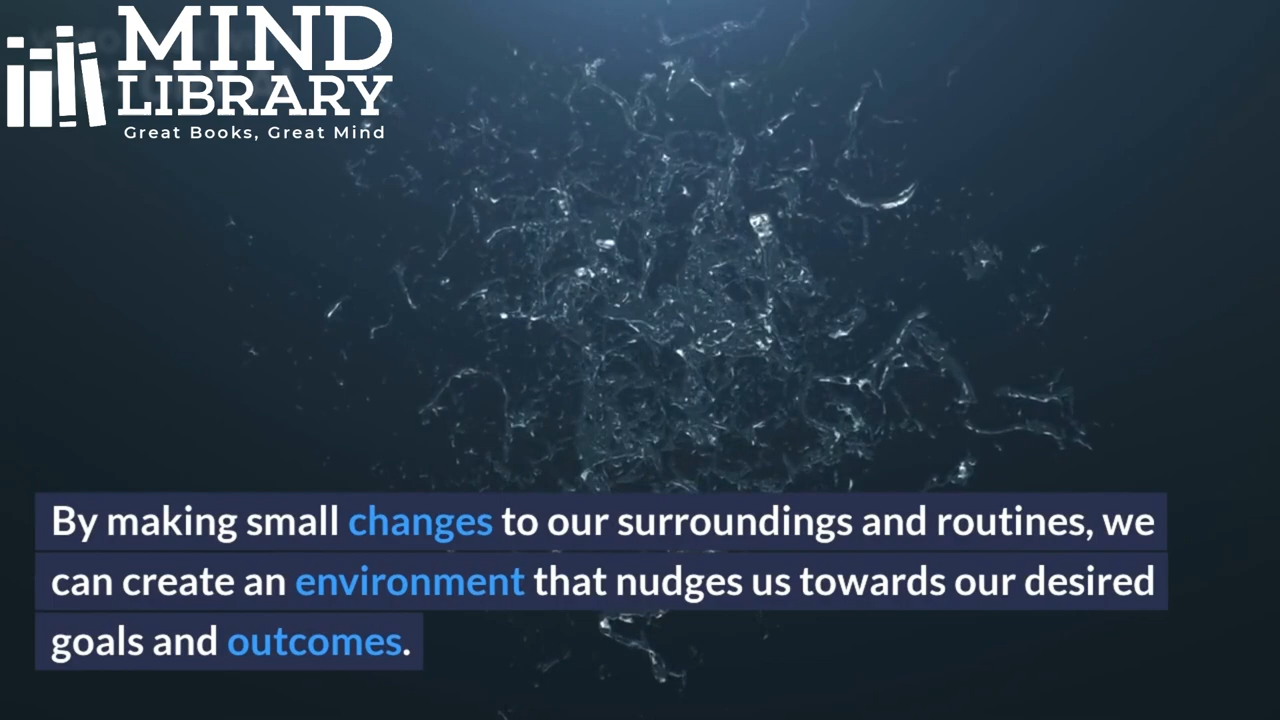 MIND
LIBRARY
Great Books, Great Mind
By making small changes to our surroundings and routines, we
can create an environment that nudges us towards our desired
goals and outcomes.